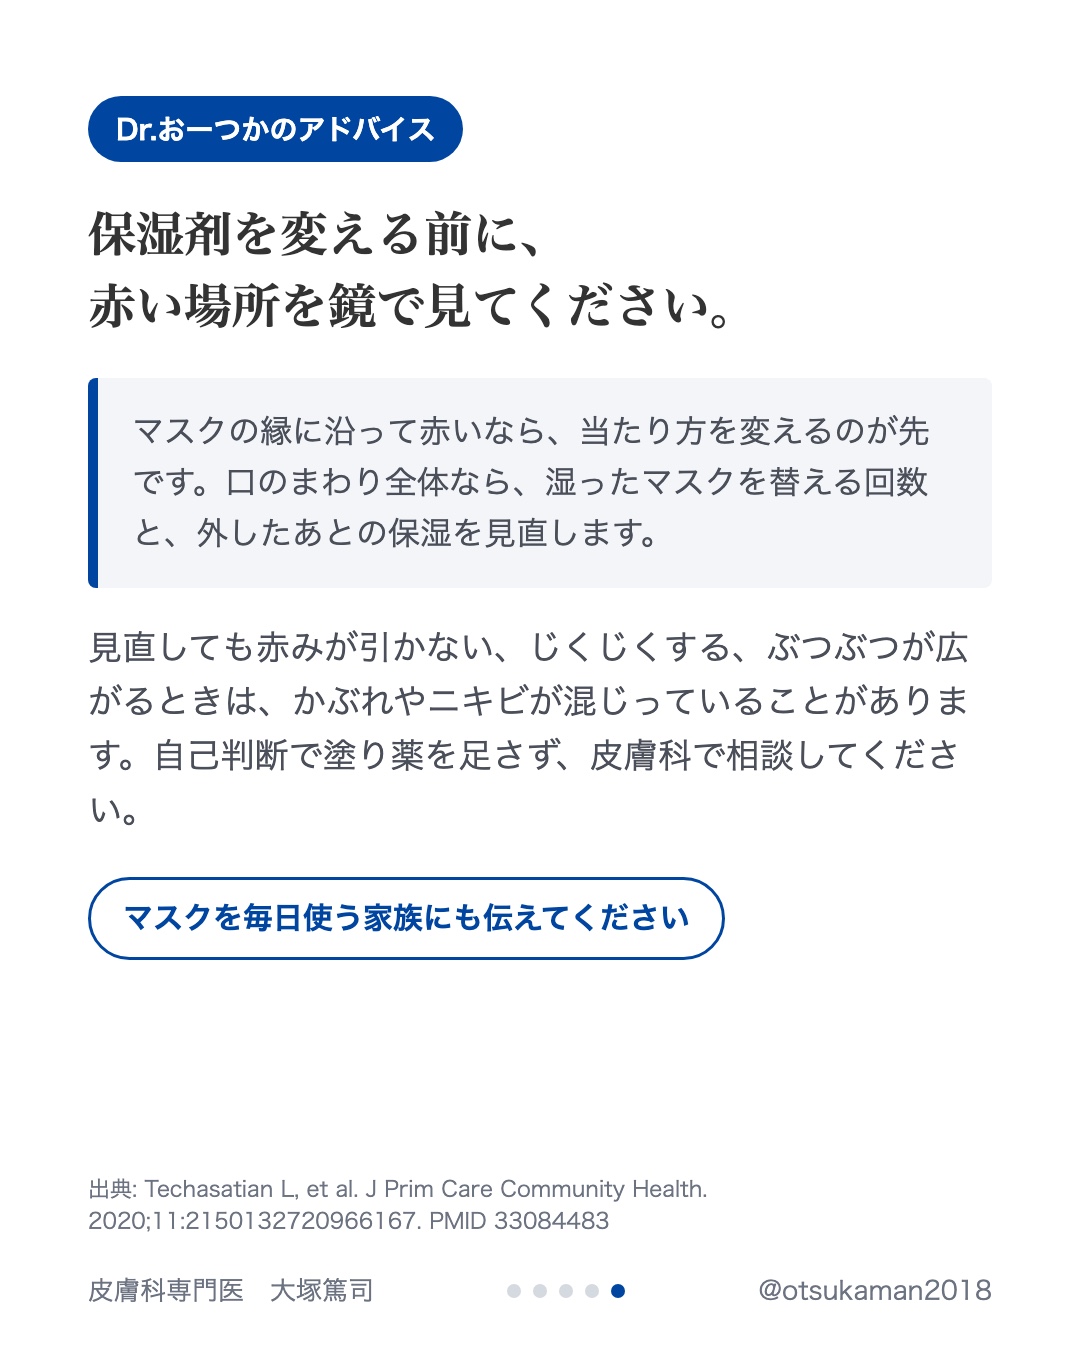 Dr.おーつかのアドバイス
保湿剤を変える前に、
赤い場所を鏡で見てください。
マスクの縁に沿って赤いなら、当たり方を変えるのが先
です。口のまわり全体なら、湿ったマスクを替える回数
と、外したあとの保湿を見直します。
見直しても赤みが引かない、じくじくする、ぶつぶつが広
がるときは、かぶれやニキビが混じっていることがありま
す。自己判断で塗り薬を足さず、皮膚科で相談してくださ
い。
マスクを毎日使う家族にも伝えてください
出典: Techasatian L, et al. J Prim Care Community Health.
2020;11:2150132720966167. PMID 33084483
皮膚科専門医　大塚篤司
@otsukaman2018